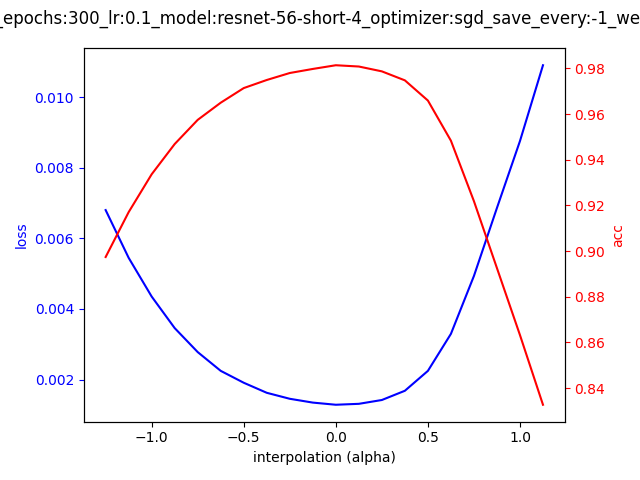 _epochs:300_lr:0.1_model:resnet-56-short-4_optimizer:sgd_save_every:-1_we
0.010
0.008
0.006
0.004
0.002
loss
0.98
0.96
0.94
0.92
0.90
0.88
0.86
0.84
acc
−1.0 −0.5 0.0 0.5 1.0
interpolation (alpha)